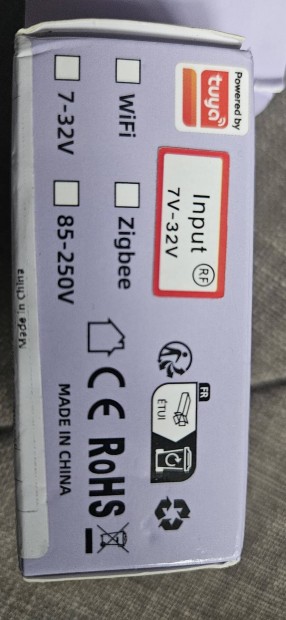 Powered by
tuya
Input
7V-32V
RF
WiFi
Zigbee
7-32V
85-250V
FR
ÉTUI
CE RoHS
MADE IN CHINA
Made in China